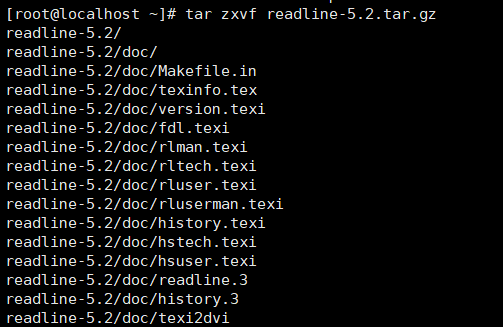 [root@localhost ~]# tar zxvf readline-5.2.tar.gz
readline-5.2/
readline-5.2/doc/
readline-5.2/doc/Makefile.in
readline-5.2/doc/texinfo.tex
readline-5.2/doc/version.texi
readline-5.2/doc/fdl.texi
readline-5.2/doc/rlman.texi
readline-5.2/doc/rltech.texi
readline-5.2/doc/rluser.texi
readline-5.2/doc/rluserman.texi
readline-5.2/doc/history.texi
readline-5.2/doc/hstech.texi
readline-5.2/doc/hsuser.texi
readline-5.2/doc/readline.3
readline-5.2/doc/history.3
readline-5.2/doc/texi2dvi